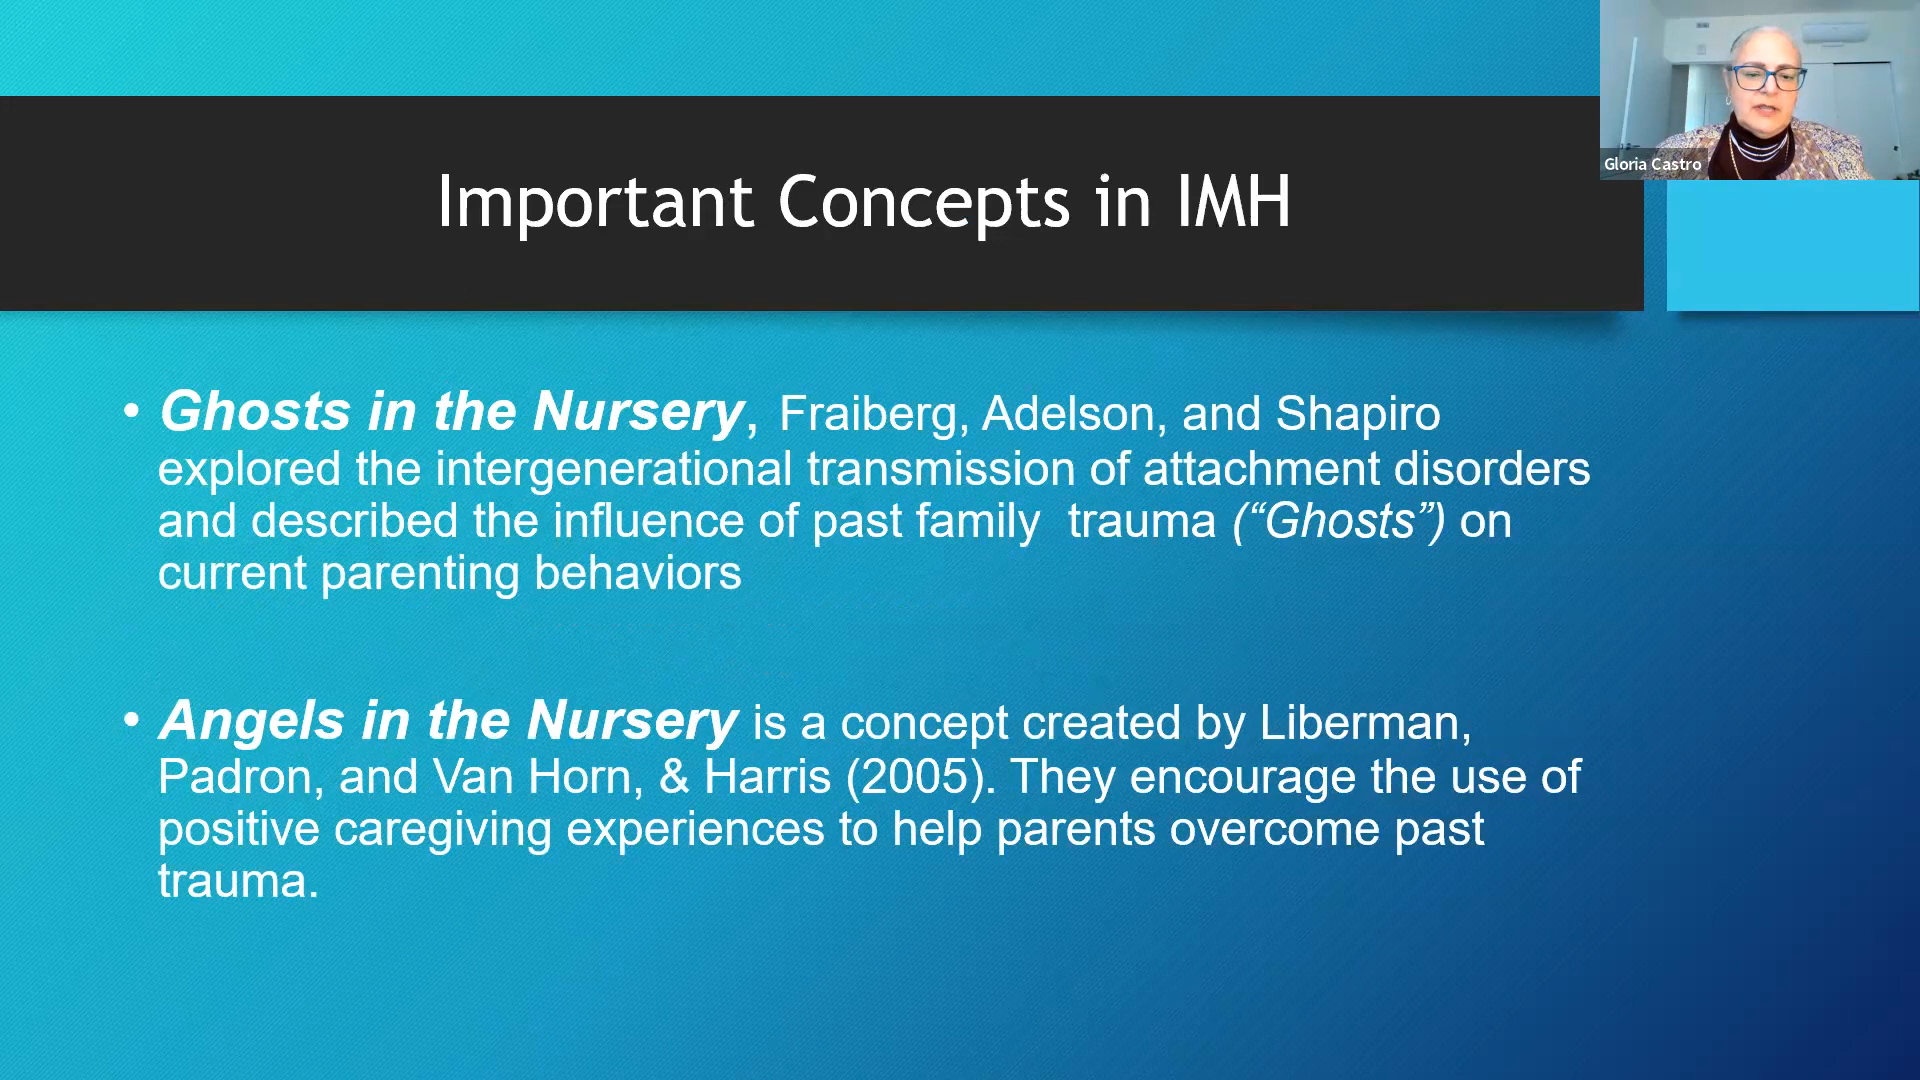 Gloria Castro
Important Concepts in IMH
• Ghosts in the Nursery, Fraiberg, Adelson, and Shapiro
explored the intergenerational transmission of attachment disorders
and described the influence of past family  trauma (“Ghosts”) on
current parenting behaviors
• Angels in the Nursery is a concept created by Liberman,
Padron, and Van Horn, & Harris (2005). They encourage the use of
positive caregiving experiences to help parents overcome past
trauma.